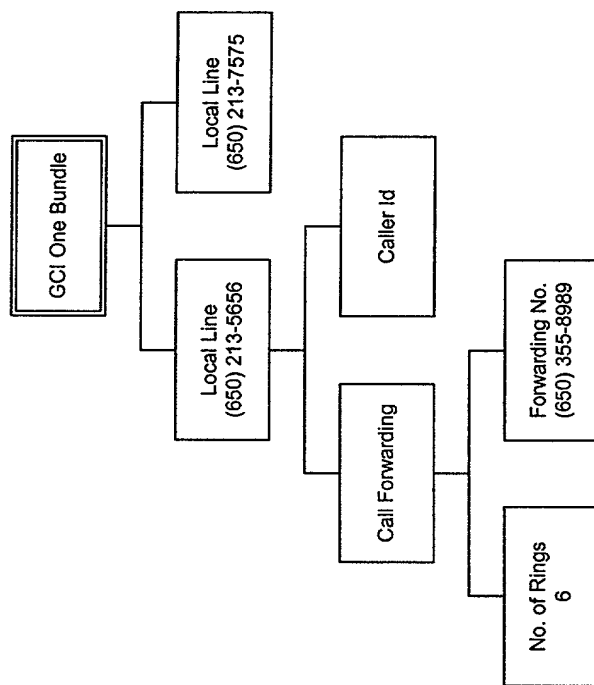 GCI One Bundle
Local Line
(650) 213-5656
Local Line
(650) 213-7575
Call Forwarding
Caller Id
No. of Rings
6
Forwarding No.
(650) 355-8989